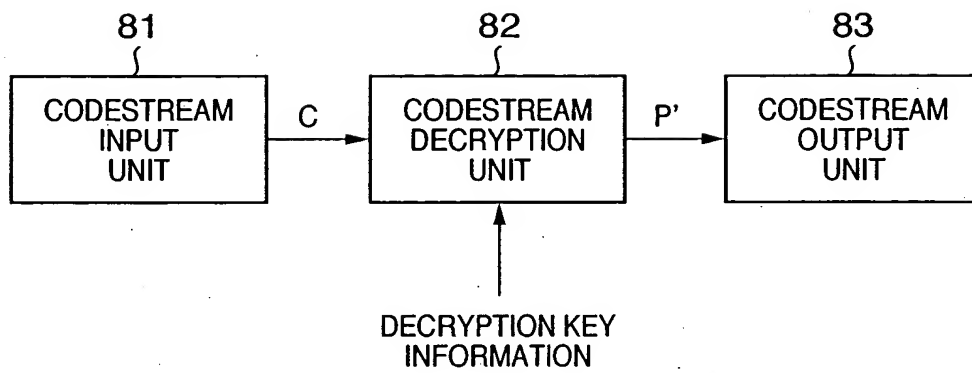 81
82
83
CODESTREAM
INPUT
UNIT
C
CODESTREAM
DECRYPTION
UNIT
P'
CODESTREAM
OUTPUT
UNIT
DECRYPTION KEY
INFORMATION